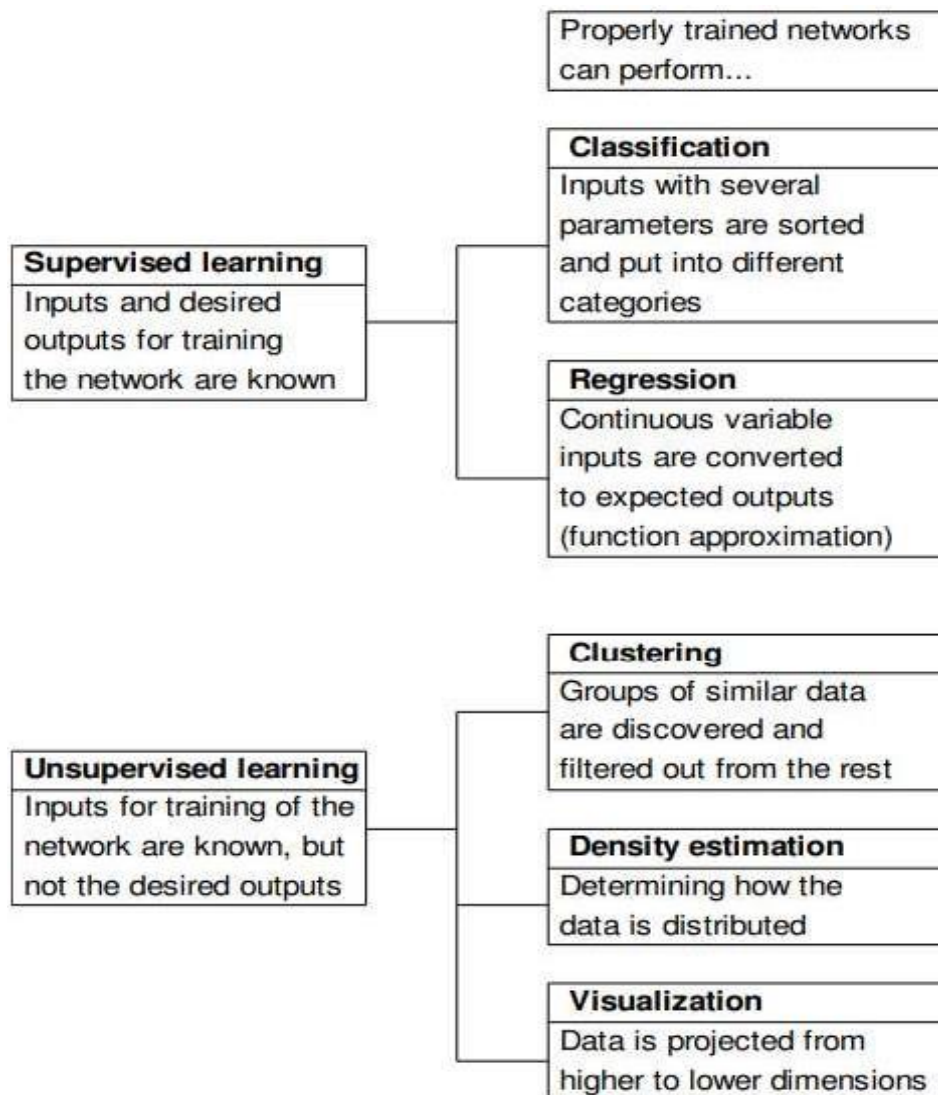 Properly trained networks
can perform...
Classification
Inputs with several
parameters are sorted
and put into different
categories
Supervised learning
Inputs and desired
outputs for training
the network are known
Regression
Continuous variable
inputs are converted
to expected outputs
(function approximation)
Clustering
Groups of similar data
are discovered and
filtered out from the rest
Unsupervised learning
Inputs for training of the
network are known, but
not the desired outputs
Density estimation
Determining how the
data is distributed
Visualization
Data is projected from
higher to lower dimensions